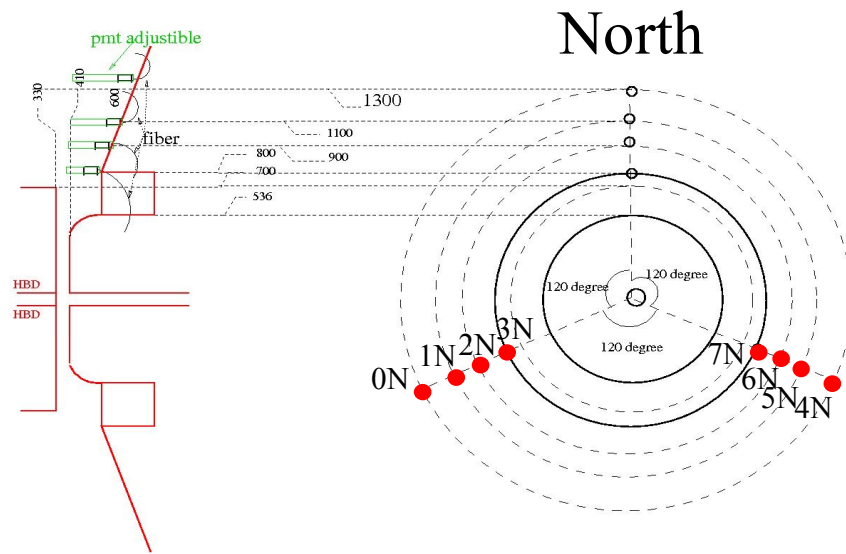 North
pmt adjustible
330
410
600
1300
fiber
1100
800
900
700
536
HBD
HBD
120 degree
120 degree
120 degree
0N
1N
2N
3N
7N
6N
5N
4N